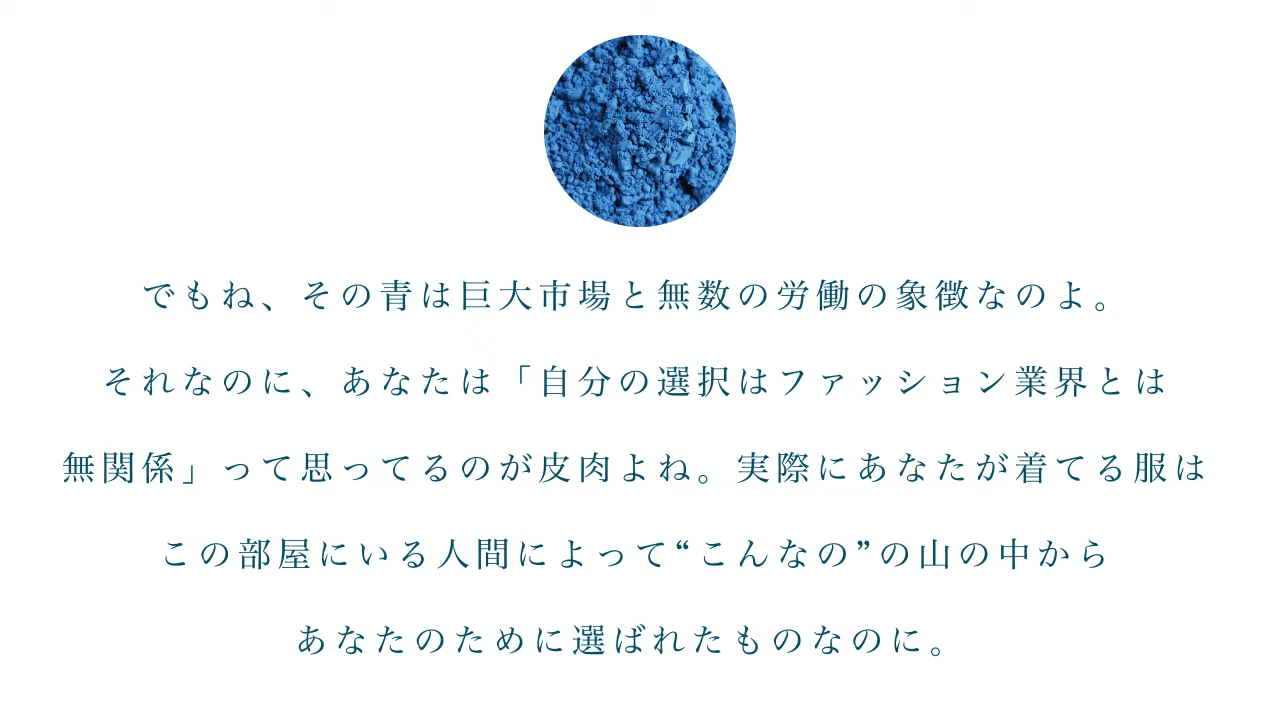 でもね、その青は巨大市場と無数の労働の象徴なのよ。
それなのに、あなたは「自分の選択はファッション業界とは
無関係」って思ってるのが皮肉よね。実際にあなたが着てる服は
この部屋にいる人間によって“こんなの”の山の中から
あなたのために選ばれたものなのに。